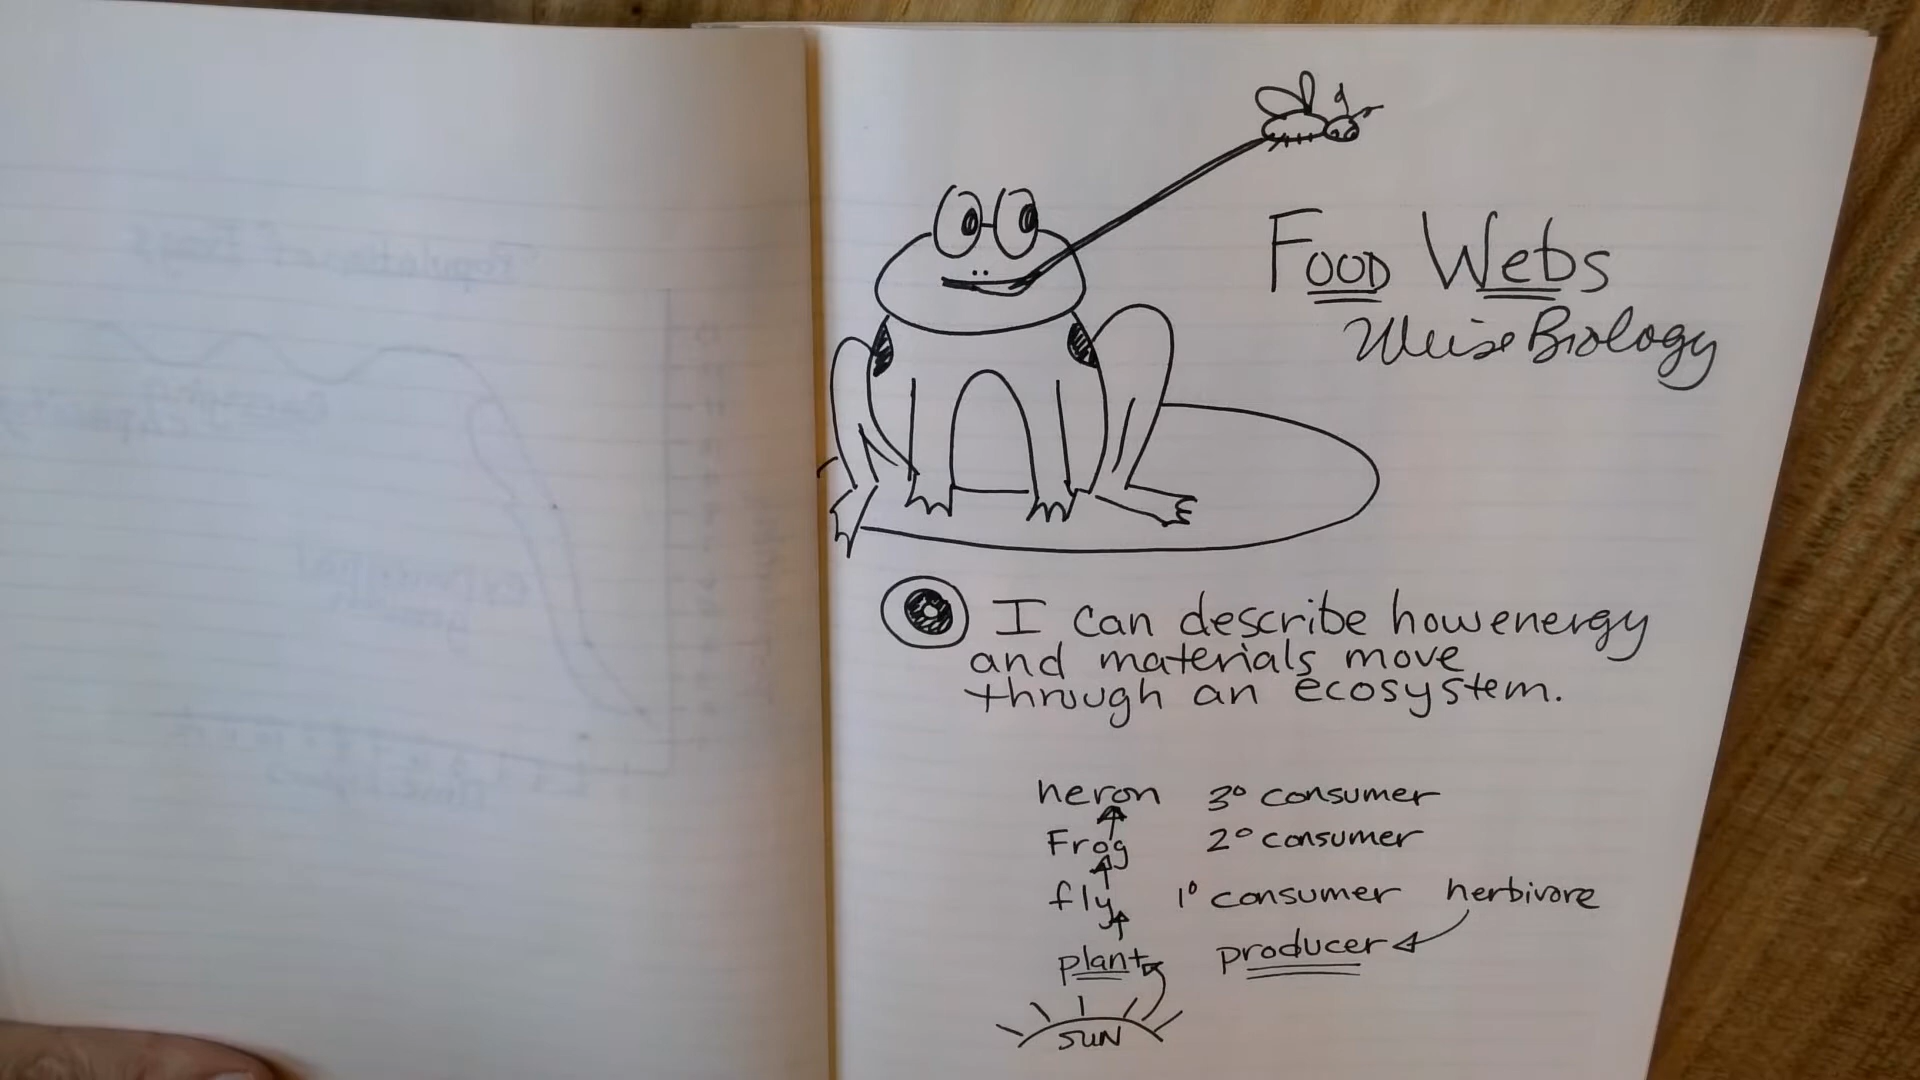 Food Webs
Weise Biology
I can describe how energy
and materials move
through an ecosystem.
heron 3° consumer
Frog 2° consumer
fly 1° consumer herbivore
plant producer
SUN